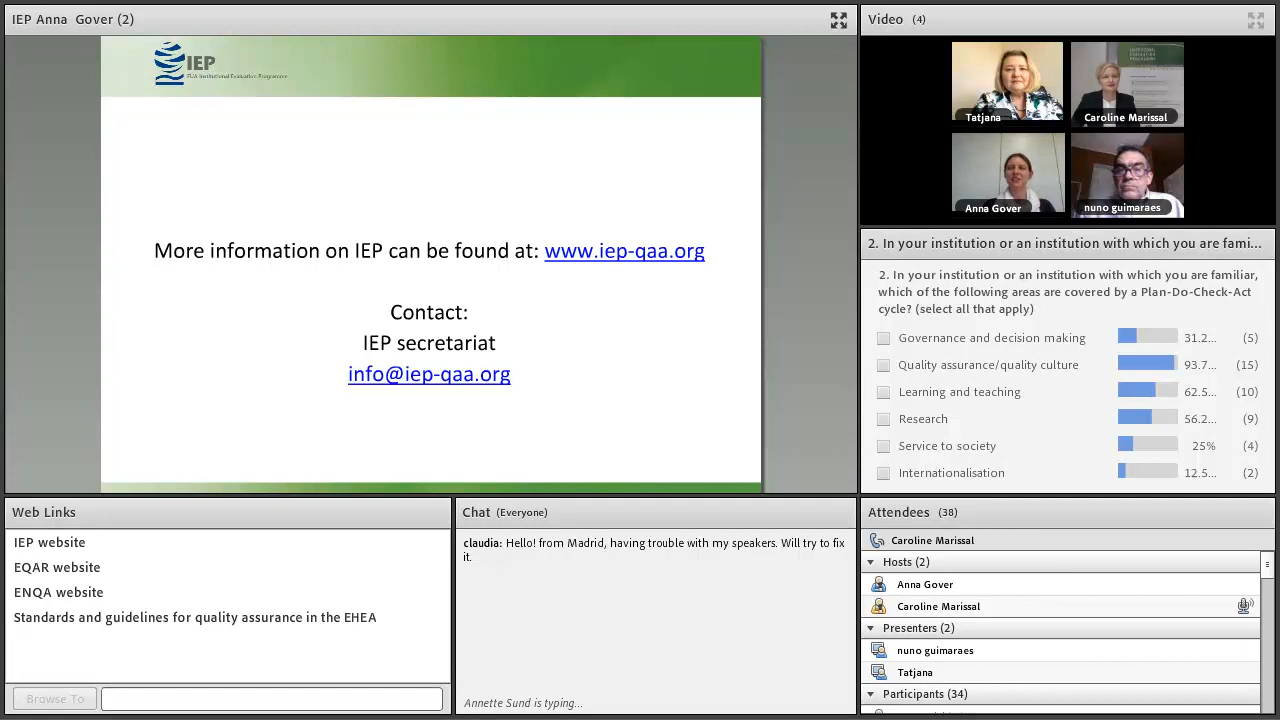 IEP Anna Gover (2)
IEP
EUA Institutional Evaluation Programme
More information on IEP can be found at: www.iep-qaa.org
Contact:
IEP secretariat
info@iep-qaa.org
Video (4)
Tatjana
Caroline Marissal
Anna Gover
nuno guimaraes
2. In your institution or an institution with which you are fami...
2. In your institution or an institution with which you are familiar,
which of the following areas are covered by a Plan-Do-Check-Act
cycle? (select all that apply)
Governance and decision making 31.2... (5)
Quality assurance/quality culture 93.7... (15)
Learning and teaching 62.5... (10)
Research 56.2... (9)
Service to society 25% (4)
Internationalisation 12.5... (2)
Web Links
IEP website
EQAR website
ENQA website
Standards and guidelines for quality assurance in the EHEA
Browse To
Chat (Everyone)
claudia: Hello! from Madrid, having trouble with my speakers. Will try to fix
it.
Annette Sund is typing...
Attendees (38)
Caroline Marissal
Hosts (2)
Anna Gover
Caroline Marissal
Presenters (2)
nuno guimaraes
Tatjana
Participants (34)